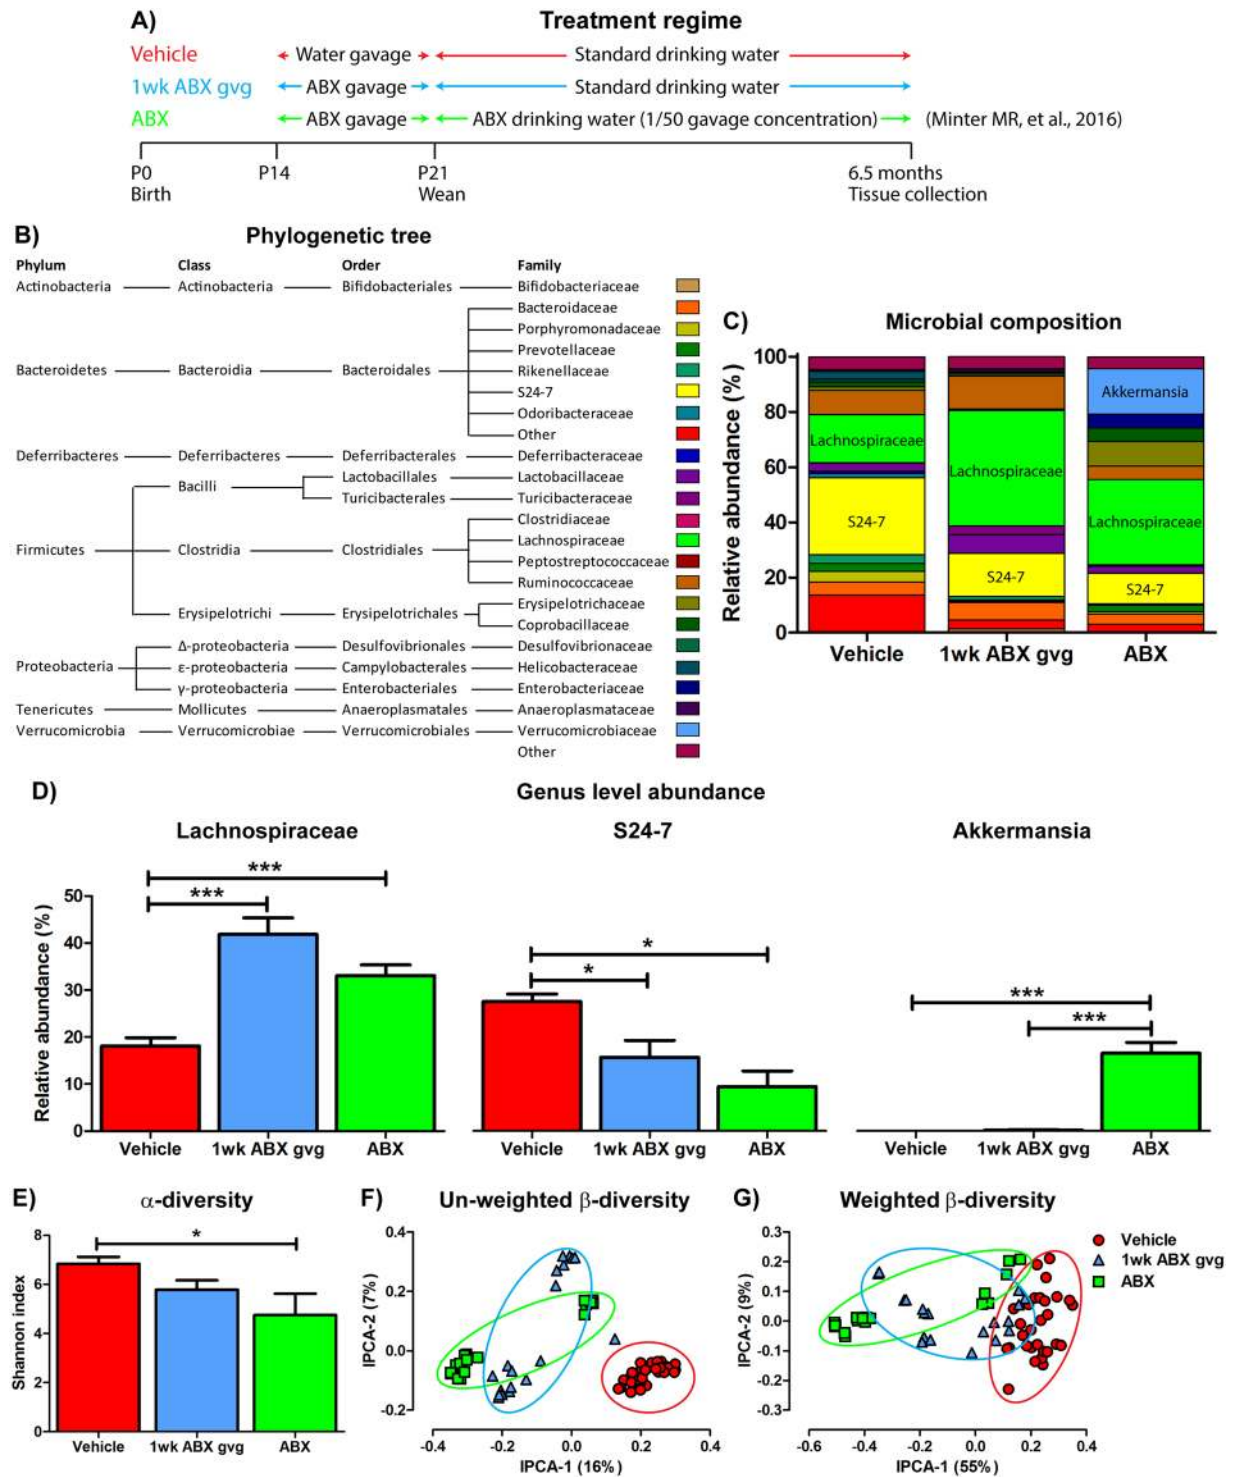 A) Treatment regime
Vehicle Water gavage Standard drinking water
1wk ABX gvg ABX gavage Standard drinking water
ABX ABX gavage ABX drinking water (1/50 gavage concentration) (Minter MR, et al., 2016)
P0 P14 P21 6.5 months
Birth Wean Tissue collection
B) Phylogenetic tree
Phylum Class Order Family
Actinobacteria Actinobacteria Bifidobacteriales Bifidobacteriaceae
Bacteroidaceae
Porphyromonadaceae
Prevotellaceae
Bacteroidetes Bacteroidia Bacteroidales Rikenellaceae
S24-7
Odoribacteraceae
Other
Deferribacteres Deferribacteres Deferribacterales Deferribacteraceae
Bacilli Lactobacillales Lactobacillaceae
Turicibacterales Turicibacteraceae
Clostridiaceae
Firmicutes Clostridia Clostridiales Lachnospiraceae
Peptostreptococcaceae
Ruminococcaceae
Erysipelotrichi Erysipelotrichales Erysipelotrichaceae
Coprobacillaceae
Δ-proteobacteria Desulfovibrionales Desulfovibrionaceae
Proteobacteria ε-proteobacteria Campylobacterales Helicobacteraceae
γ-proteobacteria Enterobacteriales Enterobacteriaceae
Tenericutes Mollicutes Anaeroplasmatales Anaeroplasmataceae
Verrucomicrobia Verrucomicrobiae Verrucomicrobiales Verrucomicrobiaceae
Other
C) Microbial composition
Relative abundance (%)
100
80
60
40
20
0
Lachnospiraceae
S24-7
Lachnospiraceae
S24-7
Akkermansia
Lachnospiraceae
S24-7
Vehicle 1wk ABX gvg ABX
D) Genus level abundance
Lachnospiraceae S24-7 Akkermansia
Relative abundance (%)
50
40
30
20
10
0
*** ***
* *
*** ***
Vehicle 1wk ABX gvg ABX Vehicle 1wk ABX gvg ABX Vehicle 1wk ABX gvg ABX
E) α-diversity
Shannon index
8
6
4
2
0
*
Vehicle 1wk ABX gvg ABX
F) Un-weighted β-diversity
IPCA-2 (7%)
0.4
0.2
0.0
-0.2
-0.4 -0.2 0.0 0.2 0.4
IPCA-1 (16%)
G) Weighted β-diversity
IPCA-2 (9%)
0.3
0.2
0.1
0.0
-0.1
-0.2
-0.3
-0.6 -0.4 -0.2 0.0 0.2 0.4
IPCA-1 (55%)
Vehicle
1wk ABX gvg
ABX